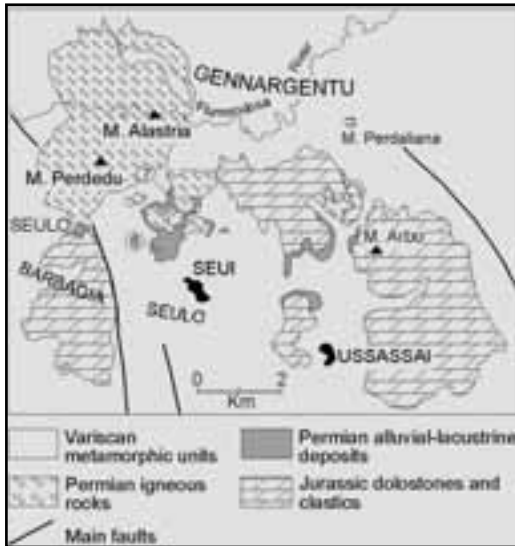 GENNARGENTU
M. Alastria
M. Perdaliana
M. Perdedu
SEULO
M. Arbu
BARBAGIA
SEUI
SEULO
USSASSAI
0 2
Km
Variscan
metamorphic units
Permian alluvial-lacustrine
deposits
Permian igneous
rocks
Jurassic dolostones and
clastics
Main faults